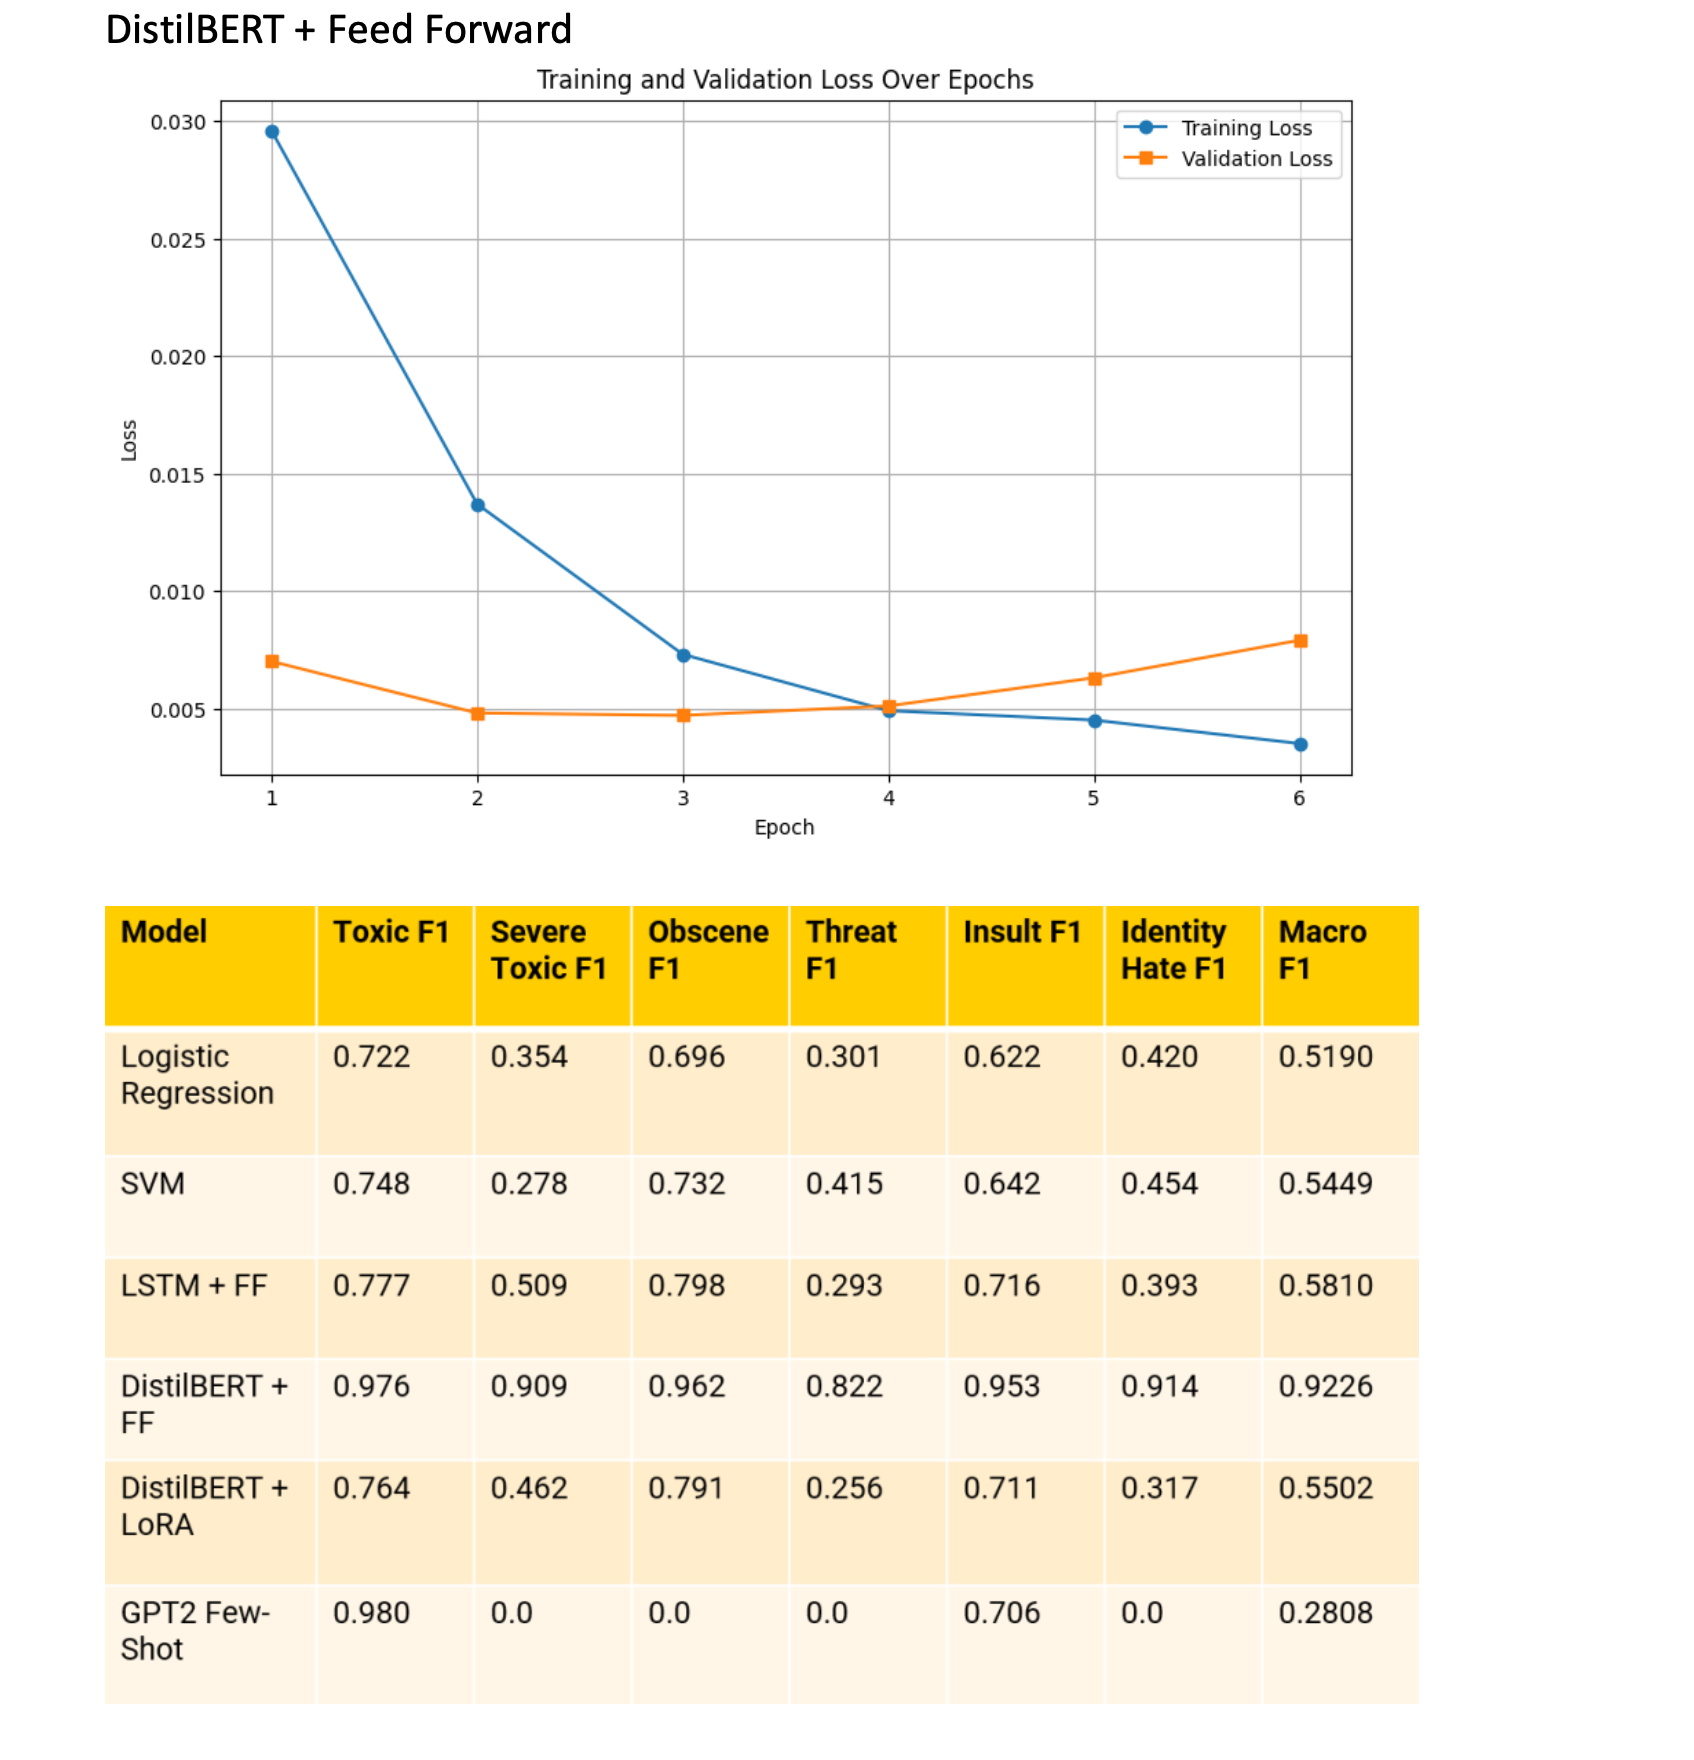 DistilBERT + Feed Forward
Training and Validation Loss Over Epochs
Training Loss
Validation Loss
0.030
0.025
0.020
0.015
0.010
0.005
Loss
1 2 3 4 5 6
Epoch
Model Toxic F1 Severe Toxic F1 Obscene F1 Threat F1 Insult F1 Identity Hate F1 Macro F1
Logistic Regression 0.722 0.354 0.696 0.301 0.622 0.420 0.5190
SVM 0.748 0.278 0.732 0.415 0.642 0.454 0.5449
LSTM + FF 0.777 0.509 0.798 0.293 0.716 0.393 0.5810
DistilBERT + FF 0.976 0.909 0.962 0.822 0.953 0.914 0.9226
DistilBERT + LoRA 0.764 0.462 0.791 0.256 0.711 0.317 0.5502
GPT2 Few-Shot 0.980 0.0 0.0 0.0 0.706 0.0 0.2808